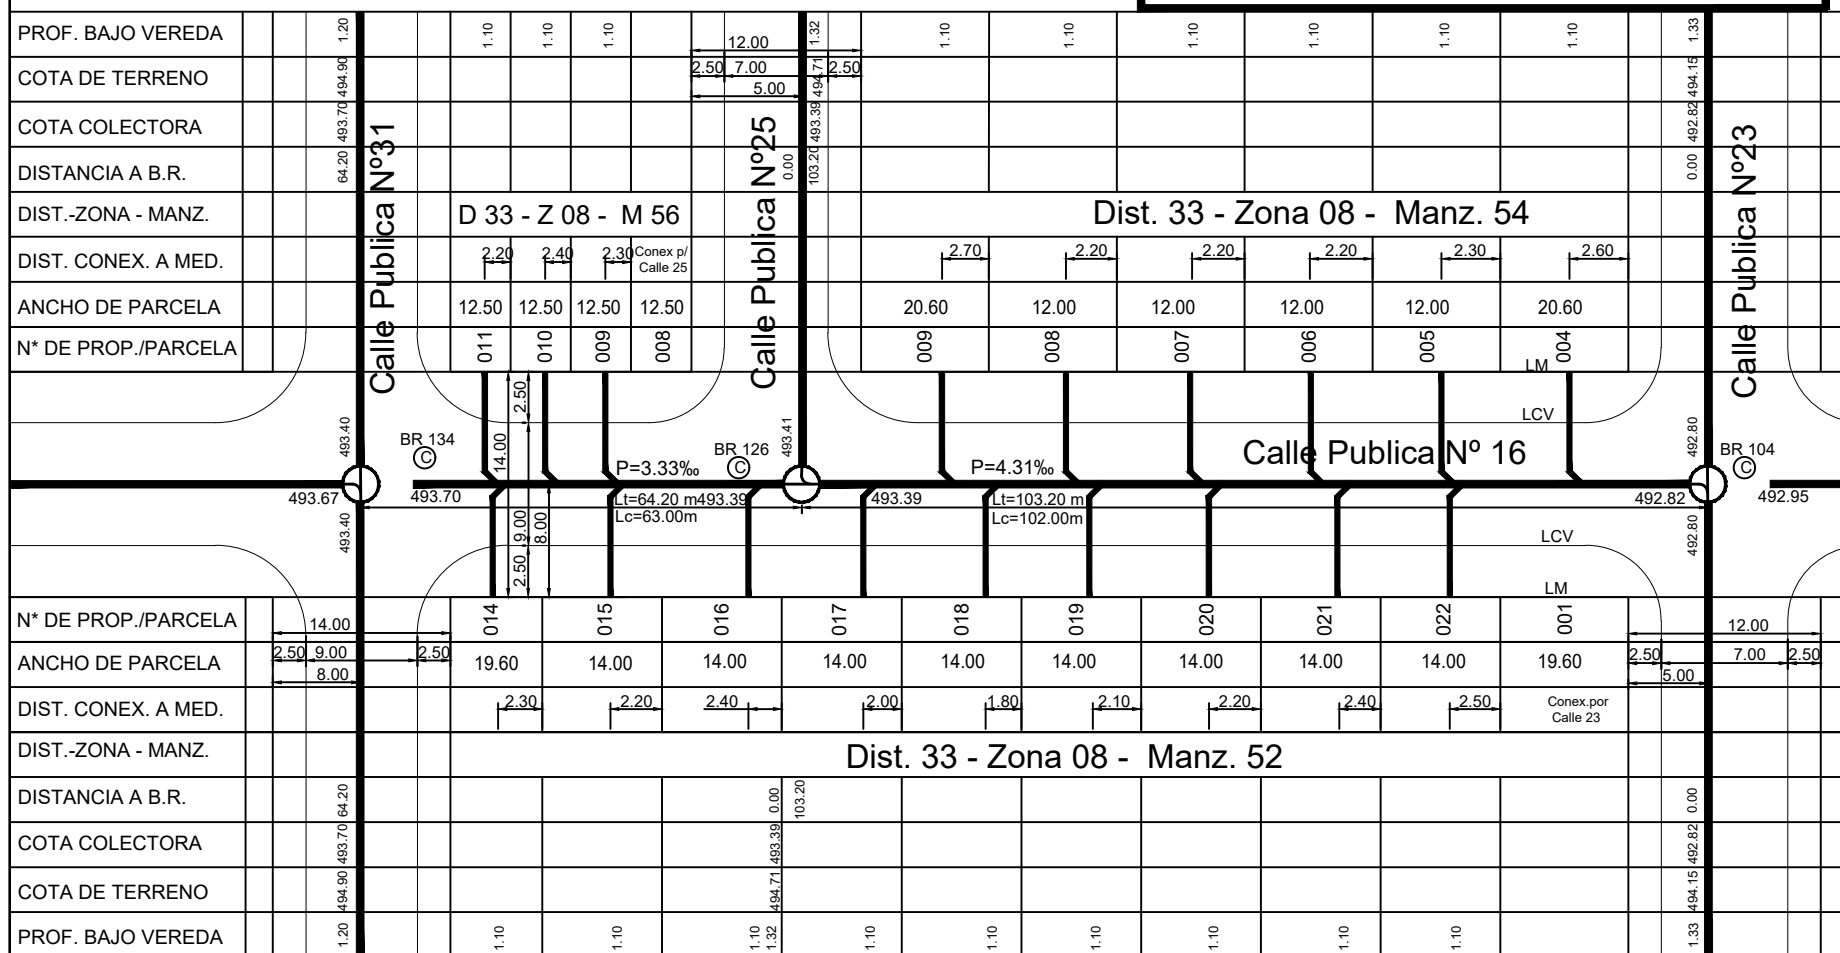 PROF. BAJO VEREDA 1.20 1.10 1.10 1.10 12.00 1.32 1.10 1.10 1.10 1.10 1.10 1.10 1.33
COTA DE TERRENO 494.90 2.50 7.00 2.50 494.71 494.15
5.00
COTA COLECTORA 493.70 493.39 492.82
DISTANCIA A B.R. 64.20 0.00 103.20 0.00
Calle Publica Nº31
Calle Publica Nº25
Calle Publica Nº23
DIST.-ZONA - MANZ. D 33 - Z 08 - M 56 Dist. 33 - Zona 08 - Manz. 54
DIST. CONEX. A MED. 2.20 2.40 2.30 Conex p/ 2.70 2.20 2.20 2.20 2.30 2.60
Calle 25
ANCHO DE PARCELA 12.50 12.50 12.50 12.50 20.60 12.00 12.00 12.00 12.00 20.60
N* DE PROP./PARCELA 011 010 009 008 009 008 007 006 005 004
LM
2.50
LCV
493.40 BR 134 C 14.00 BR 126 C 493.41 Calle Publica Nº 16 492.80 BR 104 C
P=3.33‰ P=4.31‰
493.67 493.70 Lt=64.20 m 493.39 493.39 Lt=103.20 m 492.82 492.95
Lc=63.00m Lc=102.00m
493.40 9.00 8.00 LCV 492.80
2.50
LM
N* DE PROP./PARCELA 14.00 014 015 016 017 018 019 020 021 022 001 12.00
ANCHO DE PARCELA 2.50 9.00 2.50 19.60 14.00 14.00 14.00 14.00 14.00 14.00 14.00 14.00 19.60 2.50 7.00 2.50
8.00 5.00
DIST. CONEX. A MED. 2.30 2.20 2.40 2.00 1.80 2.10 2.20 2.40 2.50 Conex.por
Calle 23
DIST.-ZONA - MANZ. Dist. 33 - Zona 08 - Manz. 52
DISTANCIA A B.R. 64.20 0.00 103.20 0.00
COTA COLECTORA 493.70 493.39 492.82
COTA DE TERRENO 494.90 494.71 494.15
PROF. BAJO VEREDA 1.20 1.10 1.10 1.10 1.32 1.10 1.10 1.10 1.10 1.10 1.10 1.33